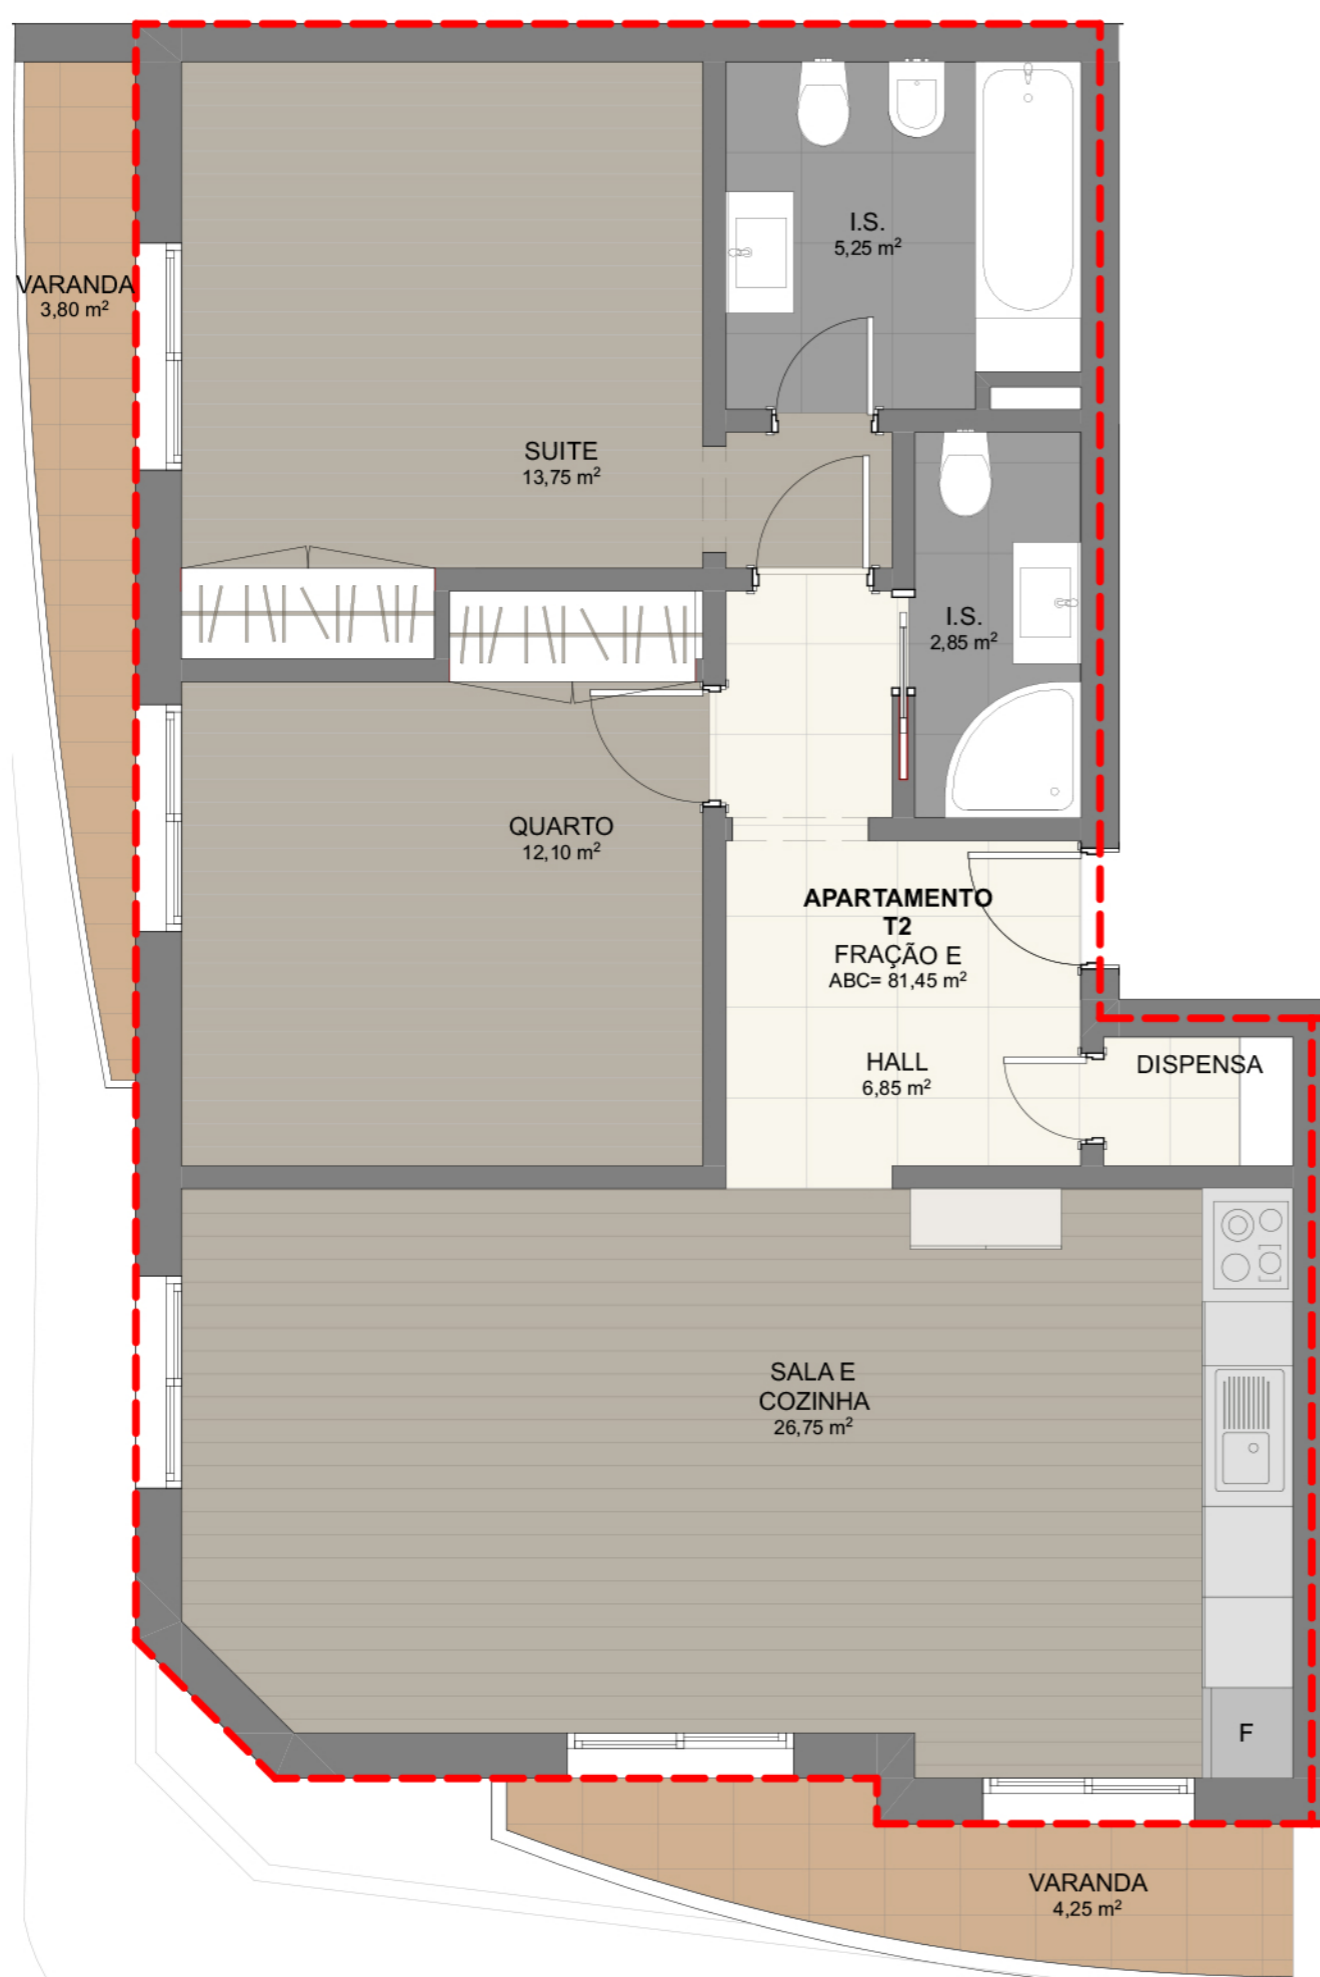 I.S.
5,25 m²
VARANDA
3,80 m²
SUITE
13,75 m²
I.S.
2,85 m²
QUARTO
12,10 m²
APARTAMENTO
T2
FRAÇÃO E
ABC= 81,45 m²
HALL
6,85 m²
DISPENSA
SALA E
COZINHA
26,75 m²
F
VARANDA
4,25 m²